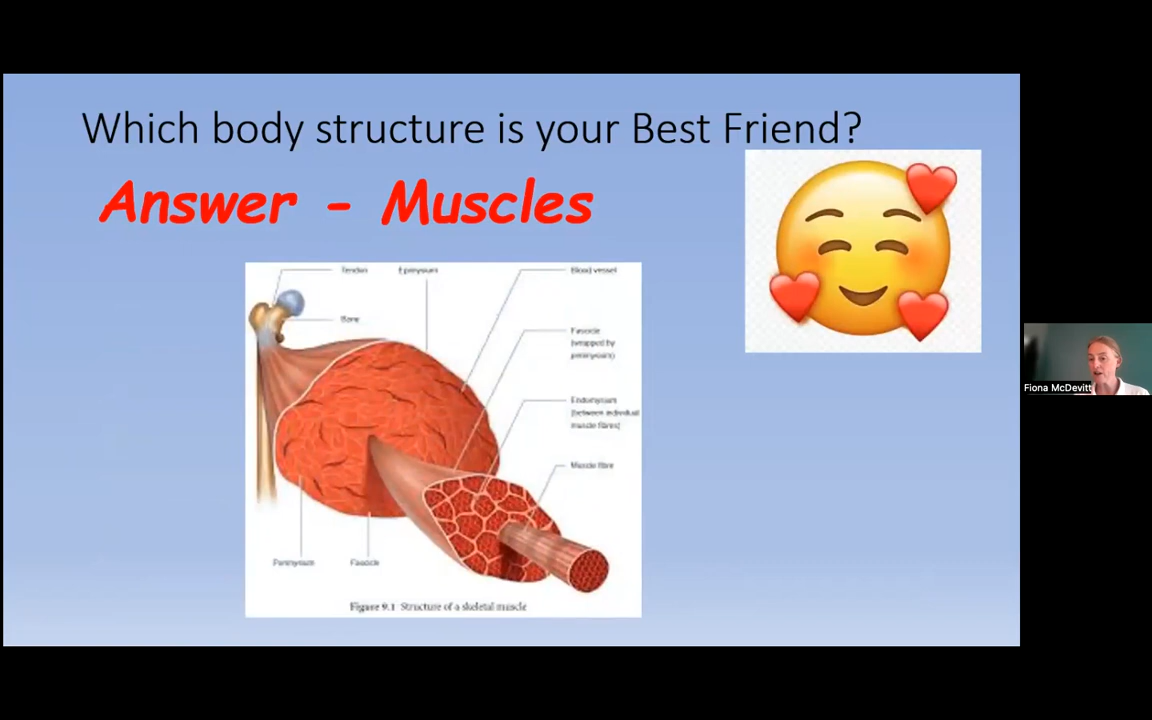 Which body structure is your Best Friend?
Answer - Muscles
Tendon
Epimysium
Blood vessel
Bone
Fascicle
(wrapped by
perimysium)
Endomysium
(between individual
muscle fibres)
Muscle fibre
Perimysium
Fascicle
Figure 9.1 Structure of a skeletal muscle
Fiona McDevitt